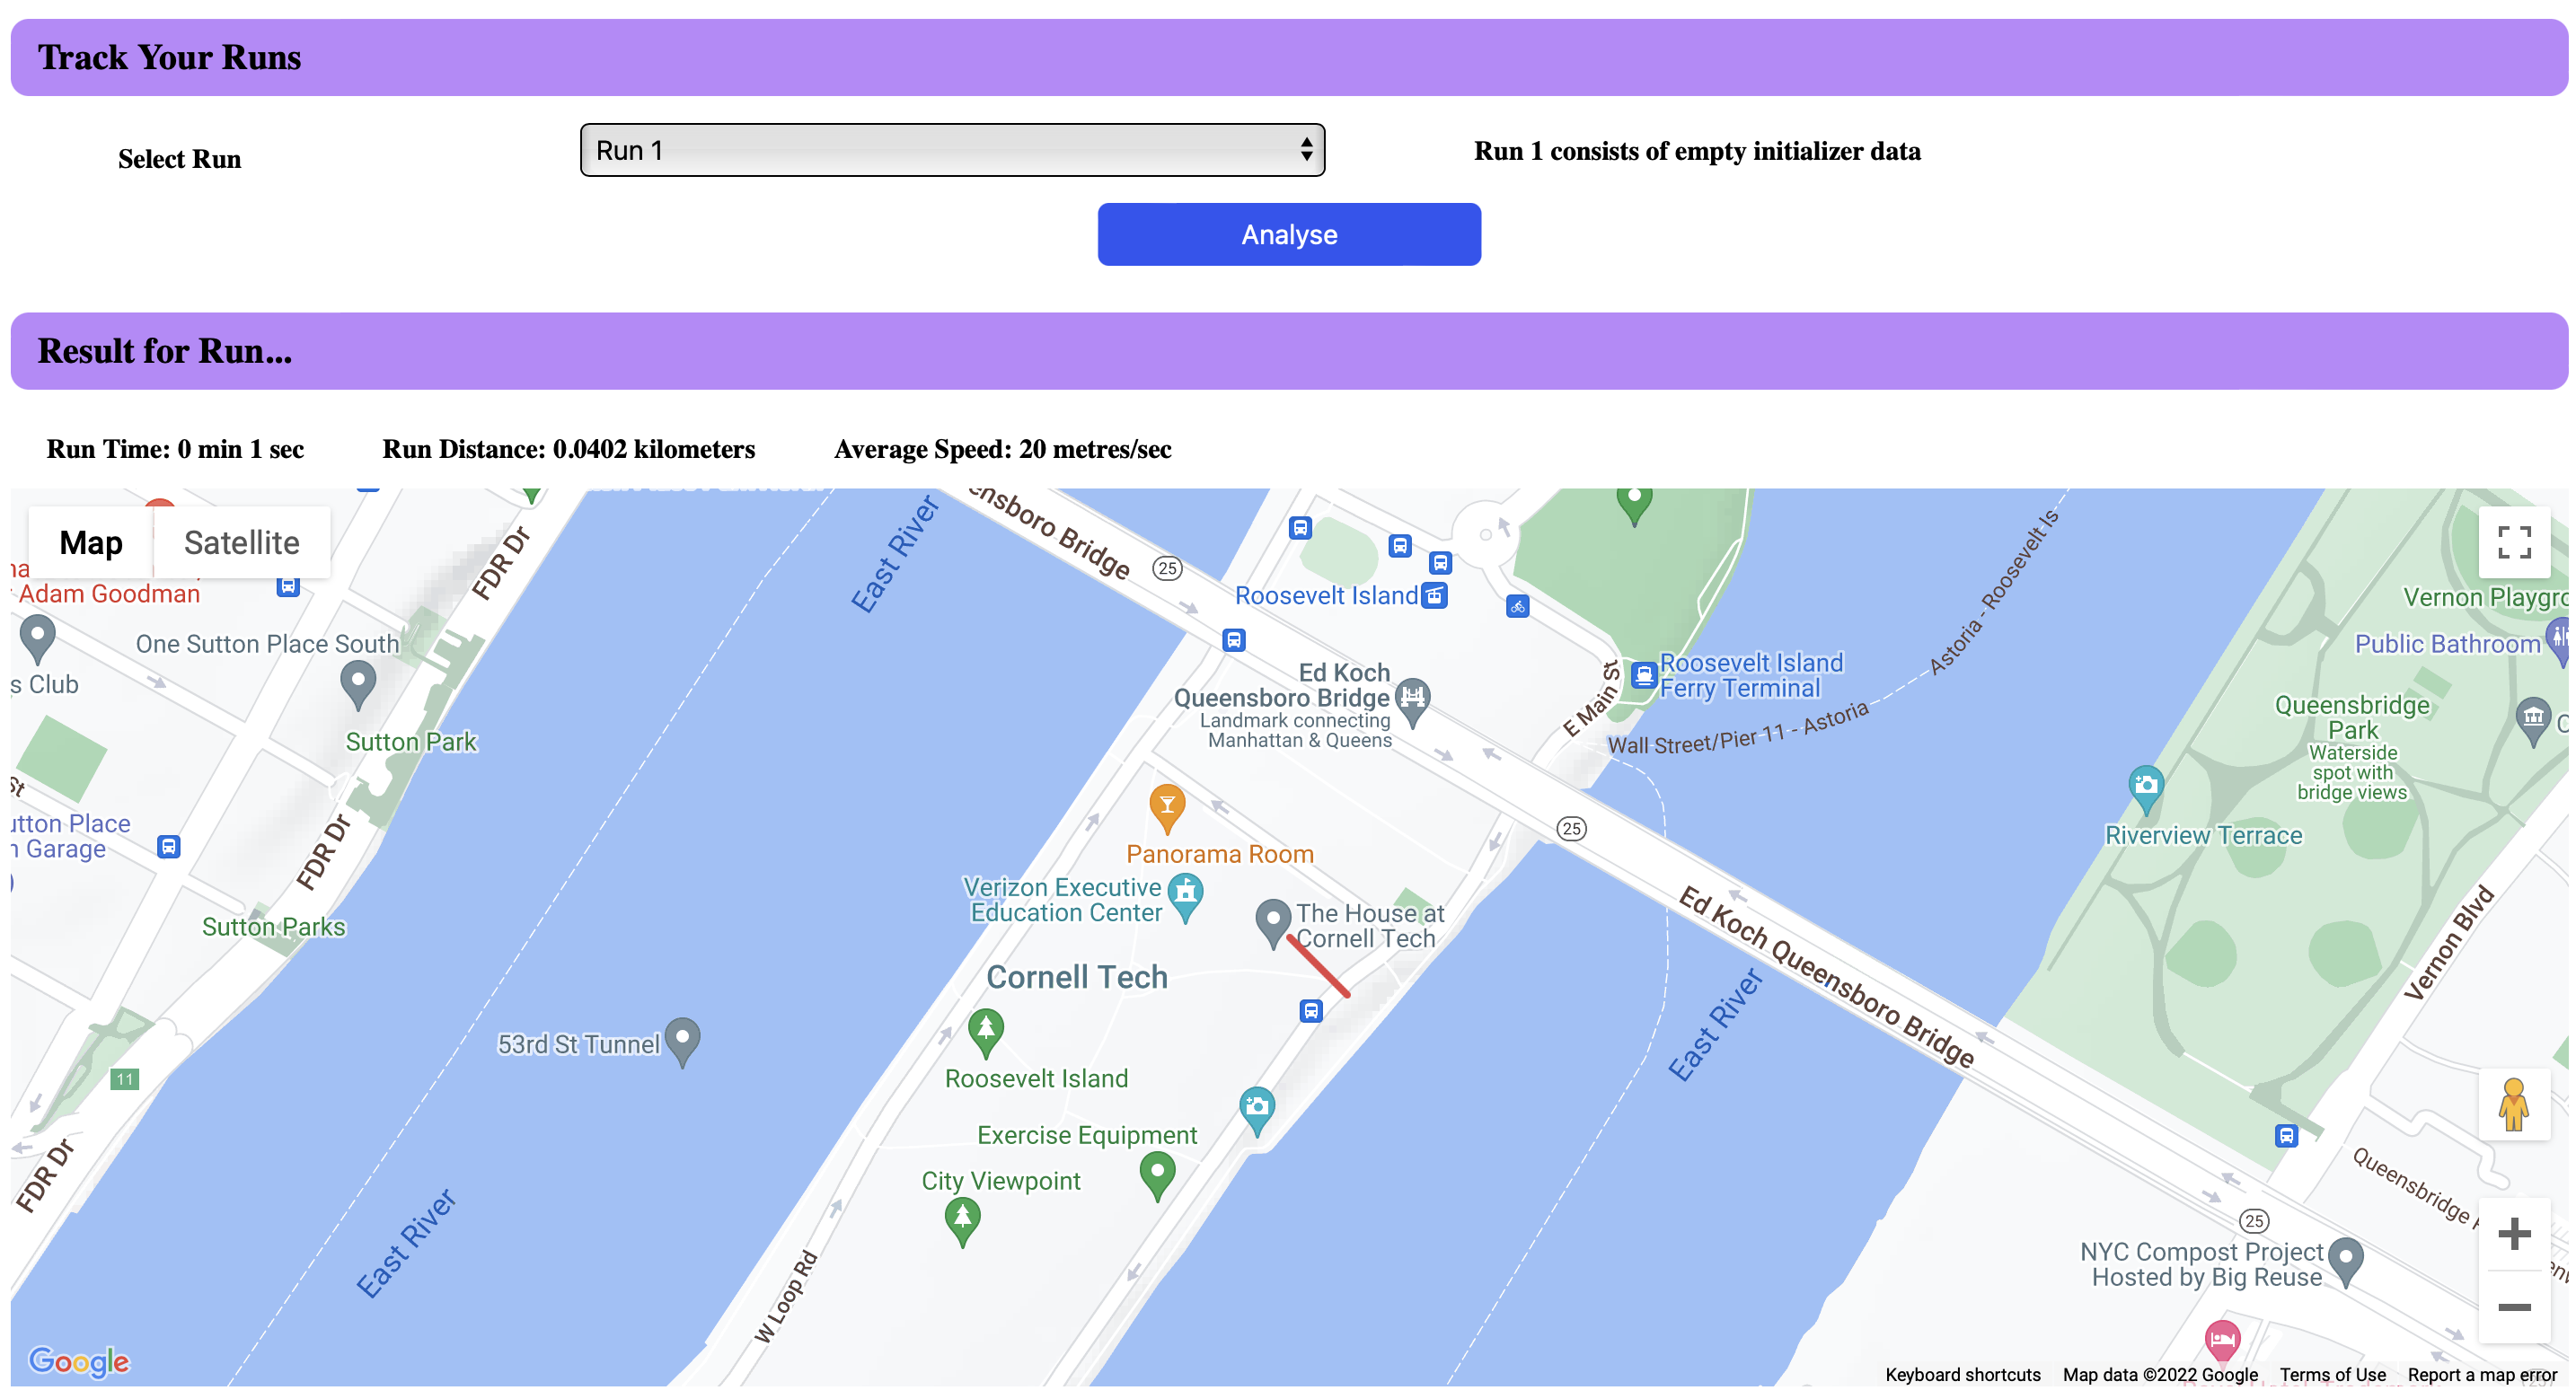 Track Your Runs
Select Run
Run 1
Run 1 consists of empty initializer data
Analyse
Result for Run...
Run Time: 0 min 1 sec
Run Distance: 0.0402 kilometers
Average Speed: 20 metres/sec
Map
Satellite
Adam Goodman
One Sutton Place South
s Club
Sutton Park
St
utton Place
n Garage
Sutton Parks
FDR Dr
FDR Dr
FDR Dr
11
53rd St Tunnel
East River
East River
ensboro Bridge
25
Roosevelt Island
Ed Koch
Queensboro Bridge
Landmark connecting
Manhattan & Queens
E Main St
Roosevelt Island
Ferry Terminal
Astoria - Roosevelt Is
Wall Street/Pier 11 - Astoria
25
Panorama Room
Verizon Executive
Education Center
The House at
Cornell Tech
Cornell Tech
Roosevelt Island
Exercise Equipment
City Viewpoint
W Loop Rd
East River
Ed Koch Queensboro Bridge
Vernon Playgro
Public Bathroom
Queensbridge
Park
Waterside
spot with
bridge views
Riverview Terrace
Vernon Blvd
Queensbridge
25
NYC Compost Project
Hosted by Big Reuse
Google
Keyboard shortcuts
Map data ©2022 Google
Terms of Use
Report a map error